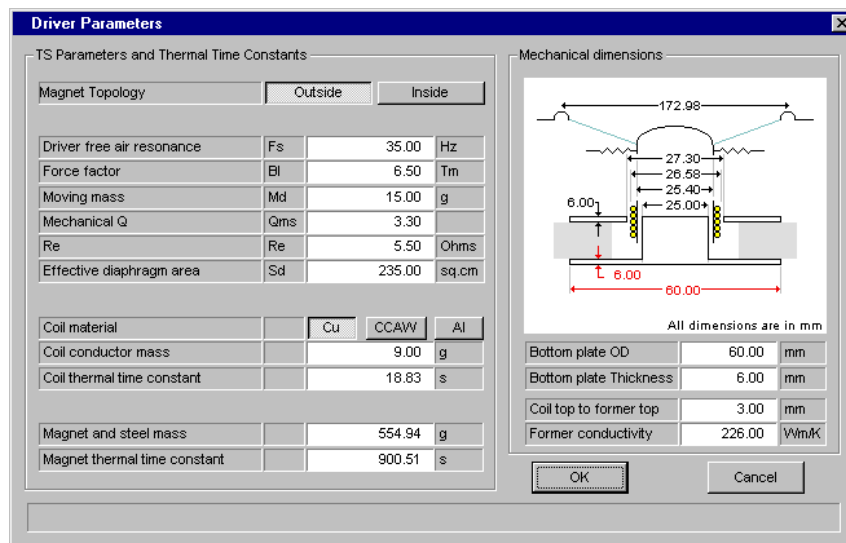 Driver Parameters
TS Parameters and Thermal Time Constants
Magnet Topology Outside Inside
Driver free air resonance Fs 35.00 Hz
Force factor Bl 6.50 Tm
Moving mass Md 15.00 g
Mechanical Q Qms 3.30
Re Re 5.50 Ohms
Effective diaphragm area Sd 235.00 sq.cm
Coil material Cu CCAW Al
Coil conductor mass 9.00 g
Coil thermal time constant 18.83 s
Magnet and steel mass 554.94 g
Magnet thermal time constant 900.51 s
Mechanical dimensions
172.98
27.30
26.58
25.40
6.00 25.00
6.00
60.00
All dimensions are in mm
Bottom plate OD 60.00 mm
Bottom plate Thickness 6.00 mm
Coil top to former top 3.00 mm
Former conductivity 226.00 W/m/K
OK Cancel